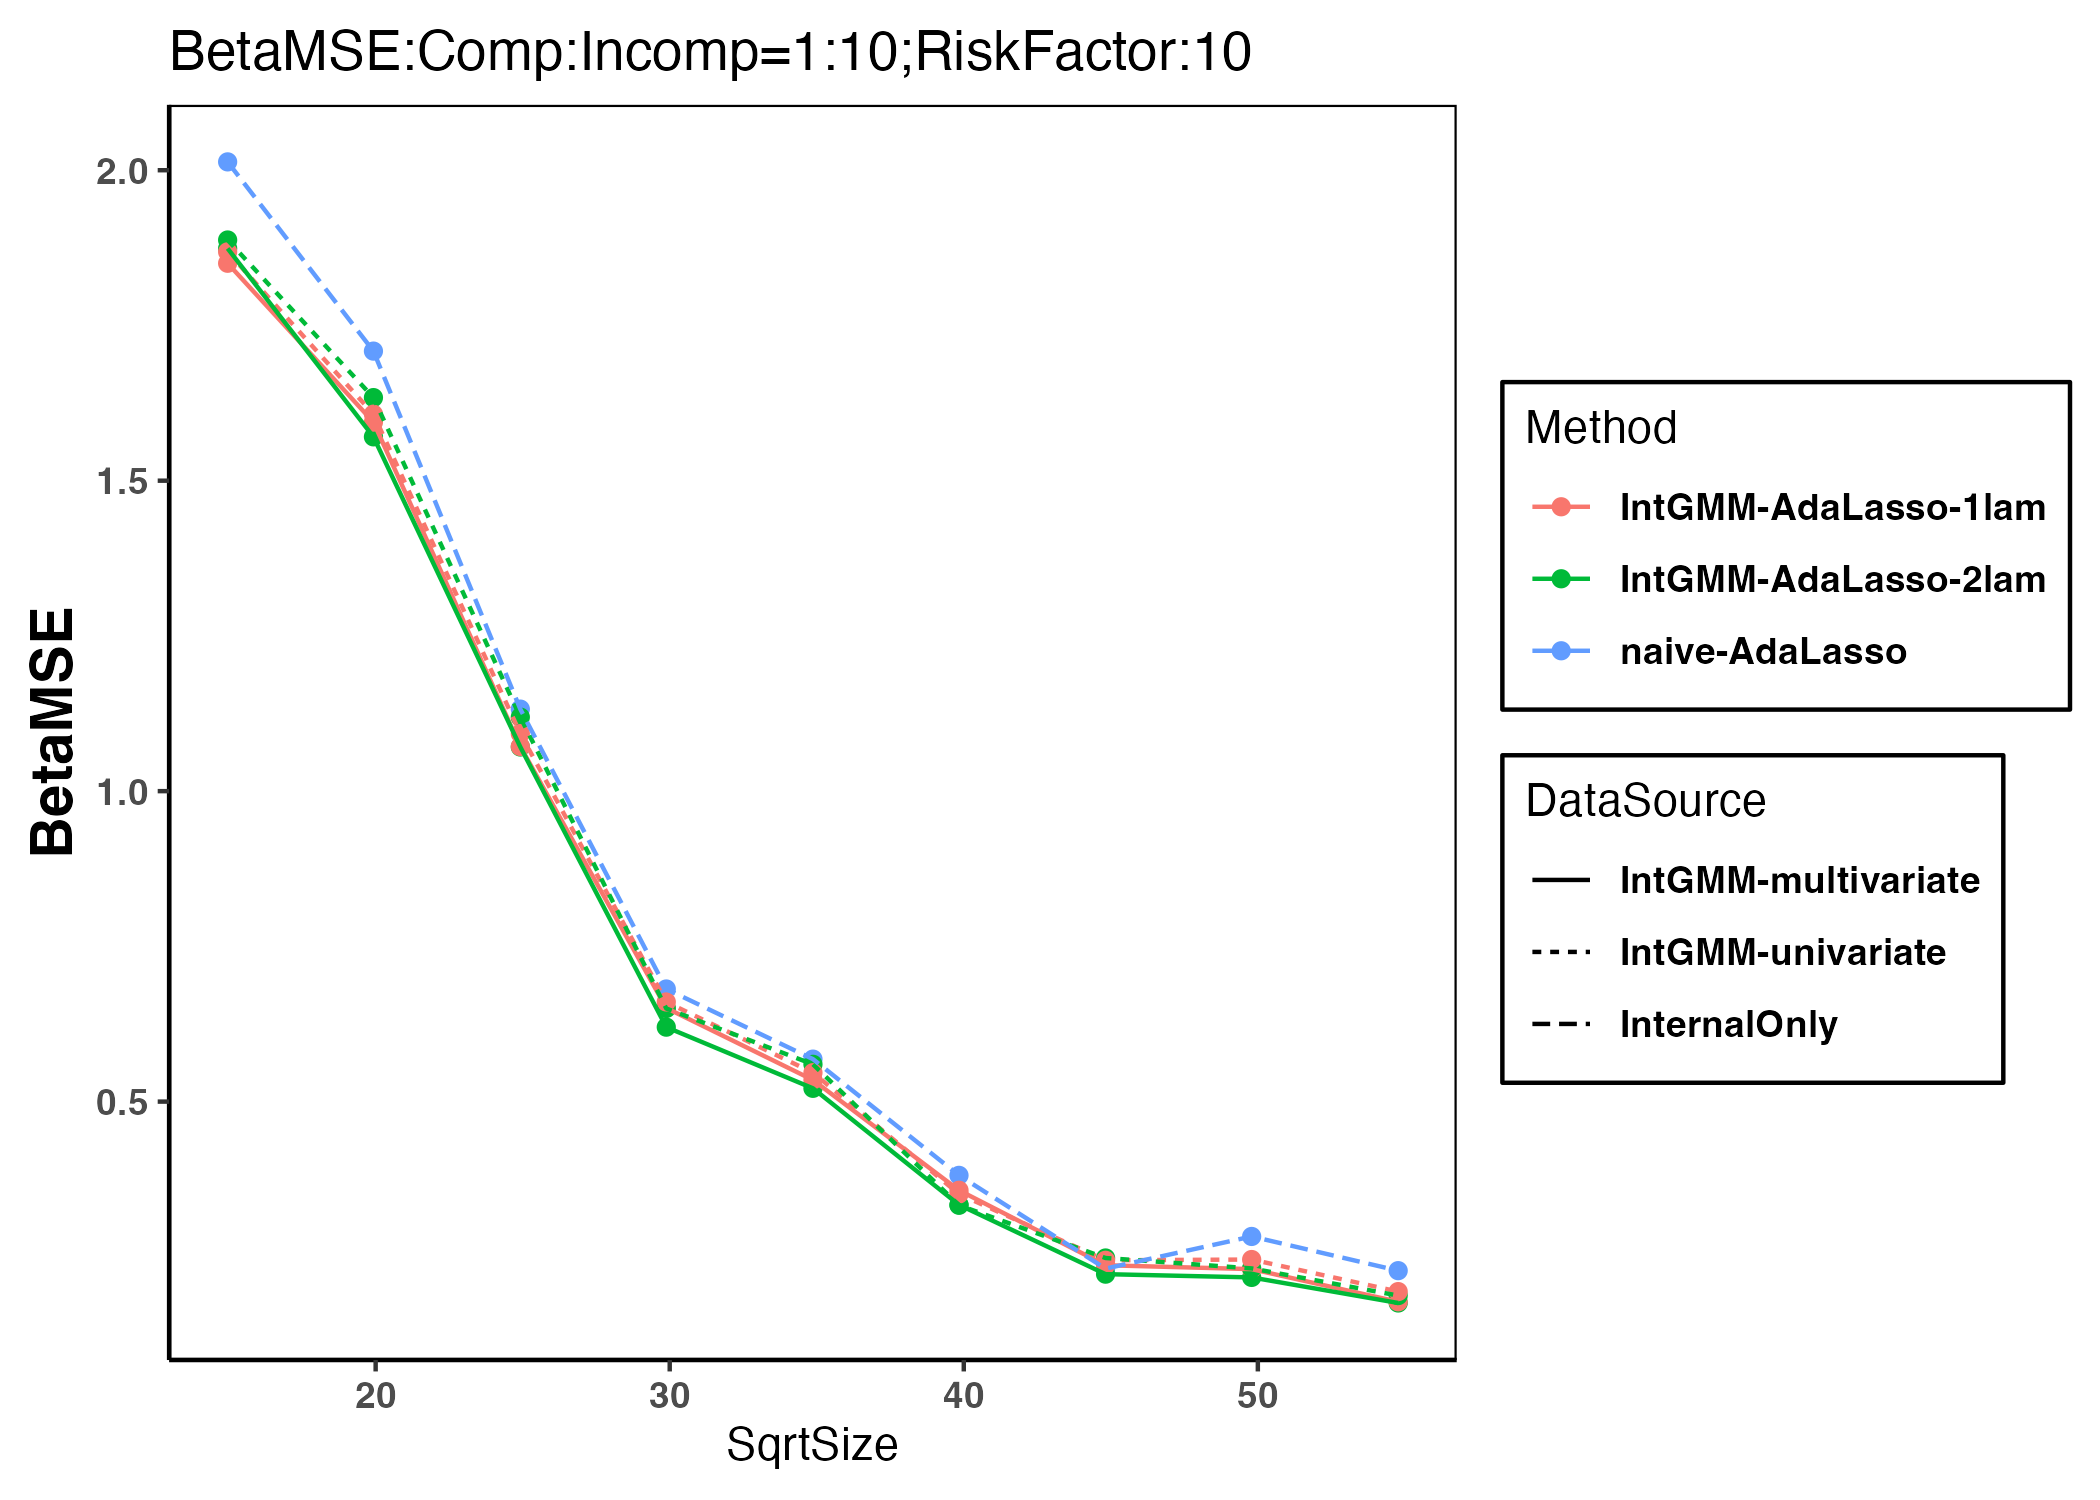 BetaMSE:Comp:Incomp=1:10;RiskFactor:10
2.0
1.5
1.0
0.5
BetaMSE
20 30 40 50
SqrtSize
Method
IntGMM-AdaLasso-1lam
IntGMM-AdaLasso-2lam
naive-AdaLasso
DataSource
IntGMM-multivariate
IntGMM-univariate
InternalOnly